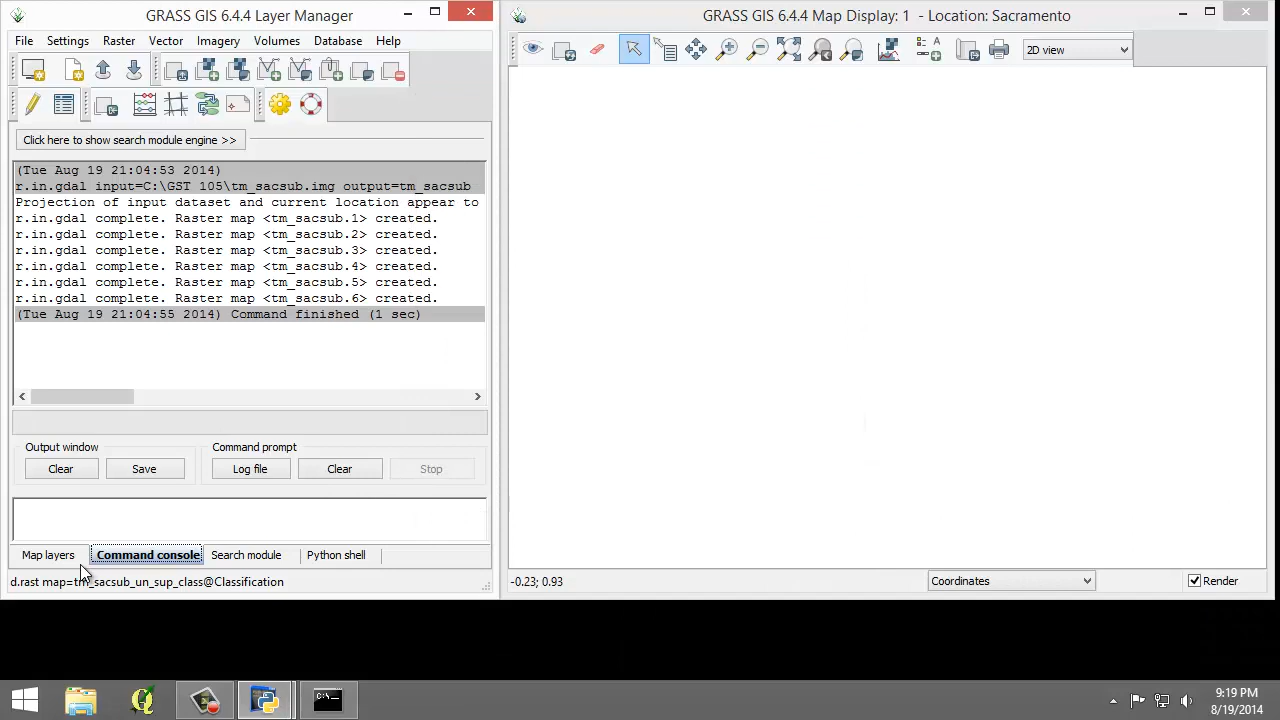 GRASS GIS 6.4.4 Layer Manager
File Settings Raster Vector Imagery Volumes Database Help
Click here to show search module engine >>
(Tue Aug 19 21:04:53 2014)
r.in.gdal input=C:\GST 105\tm_sacsub.img output=tm_sacsub
Projection of input dataset and current location appear to
r.in.gdal complete. Raster map <tm_sacsub.1> created.
r.in.gdal complete. Raster map <tm_sacsub.2> created.
r.in.gdal complete. Raster map <tm_sacsub.3> created.
r.in.gdal complete. Raster map <tm_sacsub.4> created.
r.in.gdal complete. Raster map <tm_sacsub.5> created.
r.in.gdal complete. Raster map <tm_sacsub.6> created.
(Tue Aug 19 21:04:55 2014) Command finished (1 sec)
Output window Command prompt
Clear Save Log file Clear Stop
Map layers Command console Search module Python shell
d.rast map=tm_sacsub_un_sup_class@Classification
GRASS GIS 6.4.4 Map Display: 1 - Location: Sacramento
2D view
-0.23; 0.93 Coordinates Render
9:19 PM
8/19/2014